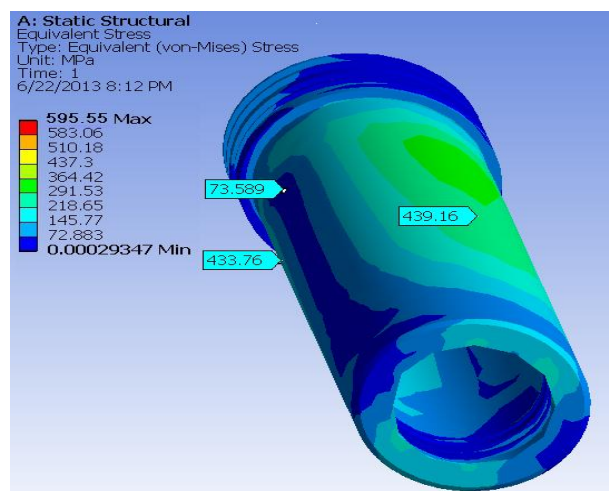 A: Static Structural
Equivalent Stress
Type: Equivalent (von-Mises) Stress
Unit: MPa
Time: 1
6/22/2013 8:12 PM
595.55 Max
583.06
510.18
437.3
364.42
291.53
218.65
145.77
72.883
0.00029347 Min
73.589
439.16
433.76